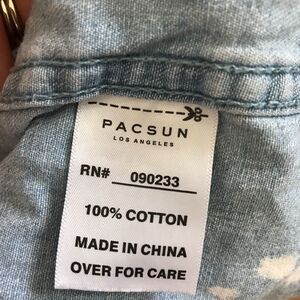 PACSUN
LOS ANGELES
RN# 090233
100% COTTON
MADE IN CHINA
OVER FOR CARE